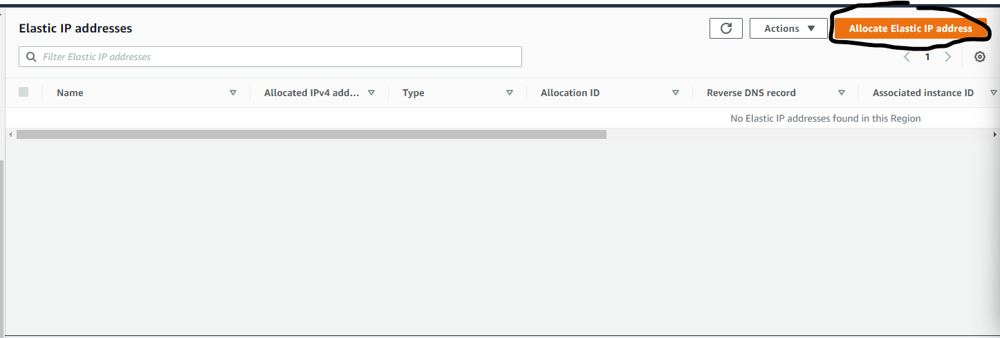 Elastic IP addresses
Actions
Allocate Elastic IP address
Filter Elastic IP addresses
1
Name Allocated IPv4 add... Type Allocation ID Reverse DNS record Associated instance ID
No Elastic IP addresses found in this Region